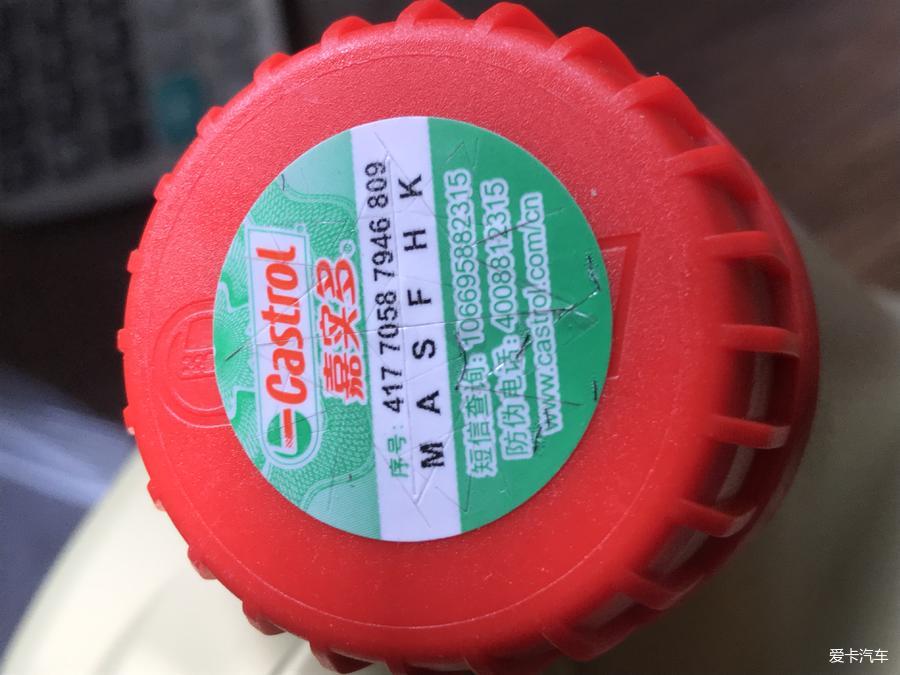 Castrol
嘉实多®
序号: 417 7058 7946 809
M A S F H K
短信查询: 106695882315
防伪电话: 4008812315
www.castrol.com/cn
爱卡汽车